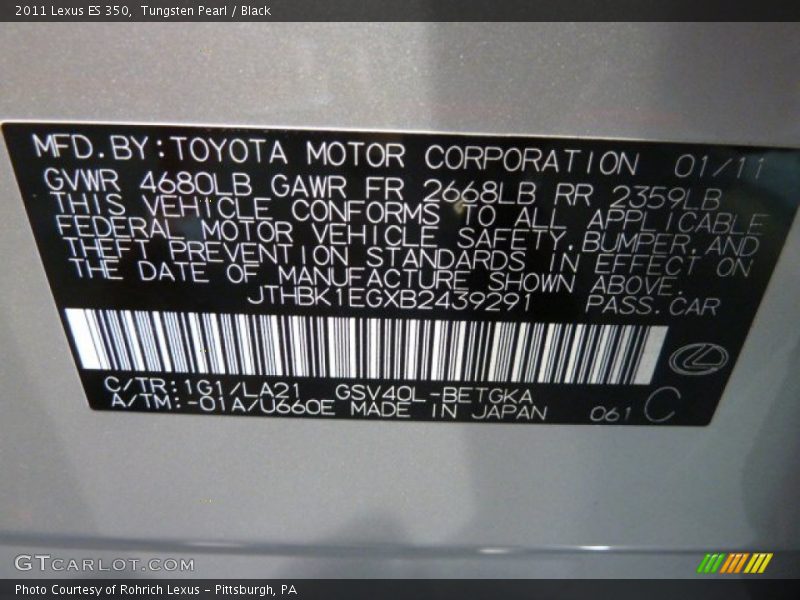 2011 Lexus ES 350,  Tungsten Pearl / Black
MFD.BY:TOYOTA MOTOR CORPORATION 01/11
GVWR 4680LB GAWR FR 2668LB RR 2359LB
THIS VEHICLE CONFORMS TO ALL APPLICABLE
FEDERAL MOTOR VEHICLE SAFETY,BUMPER,AND
THEFT PREVENTION STANDARDS IN EFFECT ON
THE DATE OF MANUFACTURE SHOWN ABOVE.
JTHBK1EGXB2439291 PASS.CAR
C/TR:1G1/LA21 GSV40L-BETGKA
A/TM:-01A/U660E MADE IN JAPAN 061 C
GTCARLOT.COM
Photo Courtesy of Rohrich Lexus – Pittsburgh, PA